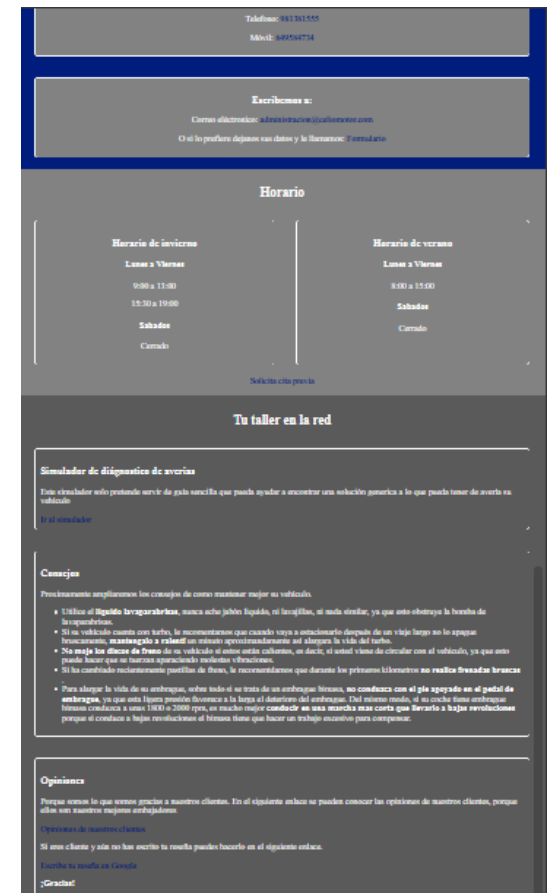 Telefono: 981761555
Móvil: 649564734
Escribenos a:
Correo eléctronico: administracion@cafiomotor.com
O si lo prefiere dejanos sus datos y le llamamos: Formulario
Horario
Horario de invierno
Lunes a Viernes
9:00 a 13:00
15:30 a 19:00
Sabados
Cerrado
Horario de verano
Lunes a Viernes
8:00 a 15:00
Sabados
Cerrado
Solicita cita previa
Tu taller en la red
Simulador de diágnostico de averias
Este simulador solo pretende servir de guía sencilla que pueda ayudar a encontrar una solución generica a lo que pueda tener de avería su
vehículo
Ir al simulador
Consejos
Proximamente ampliaremos los consejos de como mantener mejor su vehículo.
Utilice el liquido lavaparabrisas, nunca eche jabón liquido, ni lavajillas, ni nada similar, ya que esto obstruye la bomba de
lavaparabrisas.
Si su vehículo cuenta con turbo, le recomentamos que cuando vaya a estacionarlo después de un viaje largo no lo apague
bruscamente, mantengalo a ralentí un minuto aproximadamente así alargara la vida del turbo.
No moje los discos de freno de su vehículo si estos están calientes, es decir, si usted viene de circular con el vehículo, ya que esto
puede hacer que se tuerzan apareciendo molestas vibraciones.
Si ha cambiado recientemente pastillas de freno, le recomentdamos que durante los primeros kilometros no realice frenadas bruscas
.
Para alargar la vida de su embrague, sobre todo si se trata de un embrague bimasa, no conduzca con el pie apoyado en el pedal de
embrague, ya que esta ligera presión favorece a la larga el deterioro del embrague. Del mismo modo, si su coche tiene embrague
bimasa conduzca a unas 1800 o 2000 rpm, es mucho mejor conducir en una marcha mas corta que llevarlo a bajas revoluciones
porque si conduce a bajas revoluciones el bimasa tiene que hacer un trabajo excesivo para compensar.
Opiniones
Porque somos lo que somos gracias a nuestros clientes. En el siguiente enlace se pueden conocer las opiniones de nuestros clientes, porque
ellos son nuestros mejores embajadores
Opiniones de nuestros clientes
Si eres cliente y aún no has escrito tu reseña puedes hacerlo en el siguiente enlace.
Escribe tu reseña en Google
¡Gracias!